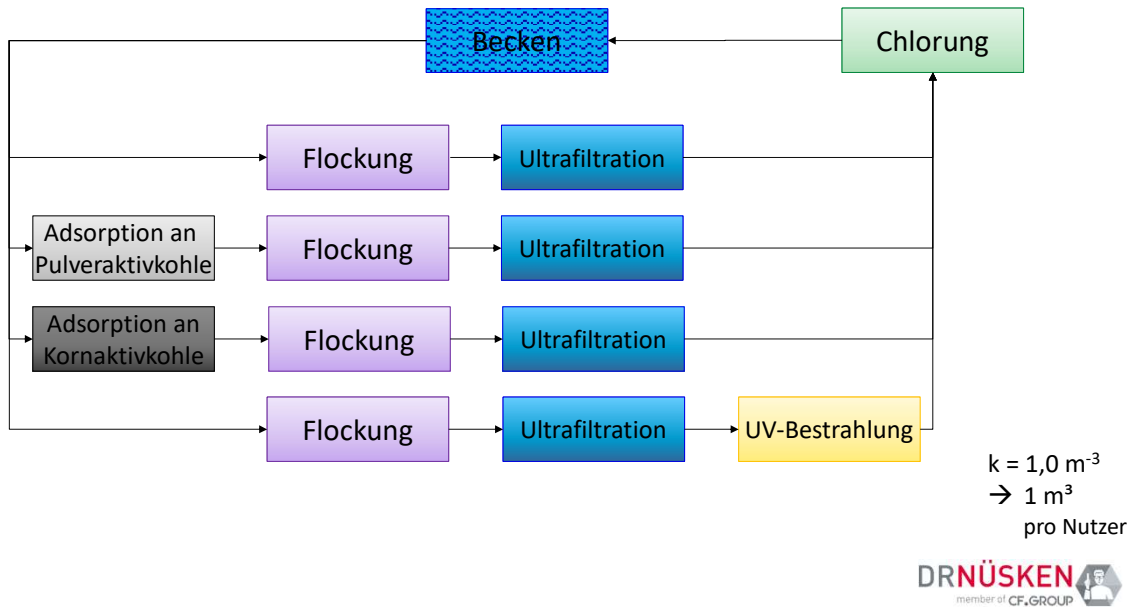 Becken
Chlorung
Flockung
Ultrafiltration
Adsorption an
Pulveraktivkohle
Flockung
Ultrafiltration
Adsorption an
Kornaktivkohle
Flockung
Ultrafiltration
Flockung
Ultrafiltration
UV-Bestrahlung
k = 1,0 m⁻³
→ 1 m³
pro Nutzer
DRNÜSKEN
member of CF.GROUP